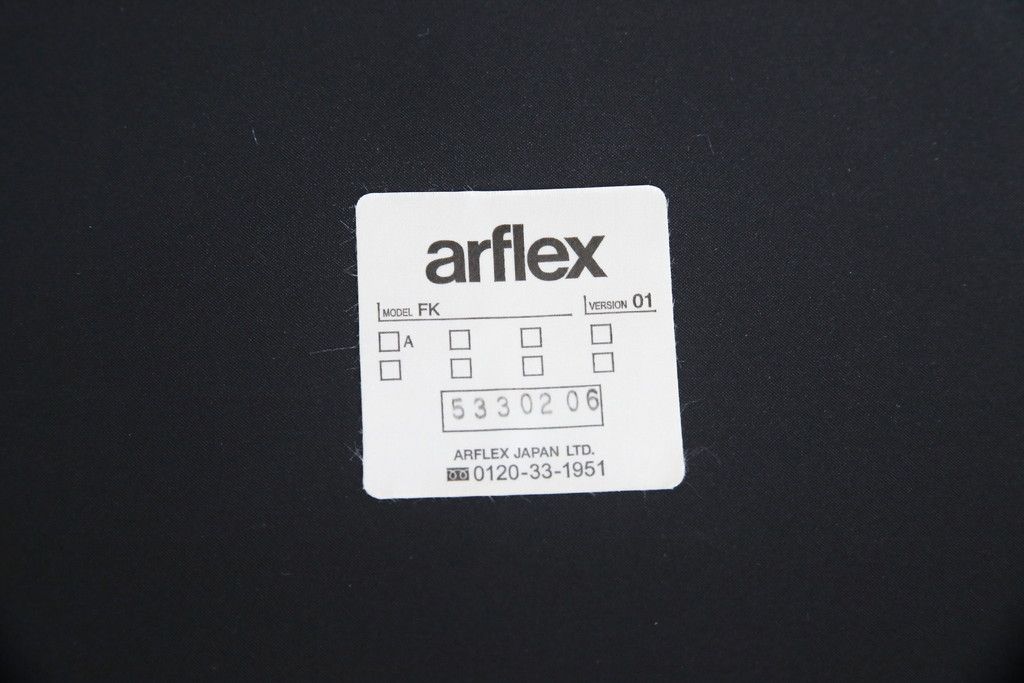 arflex
MODEL FK VERSION 01
A
5330206
ARFLEX JAPAN LTD.
0120-33-1951